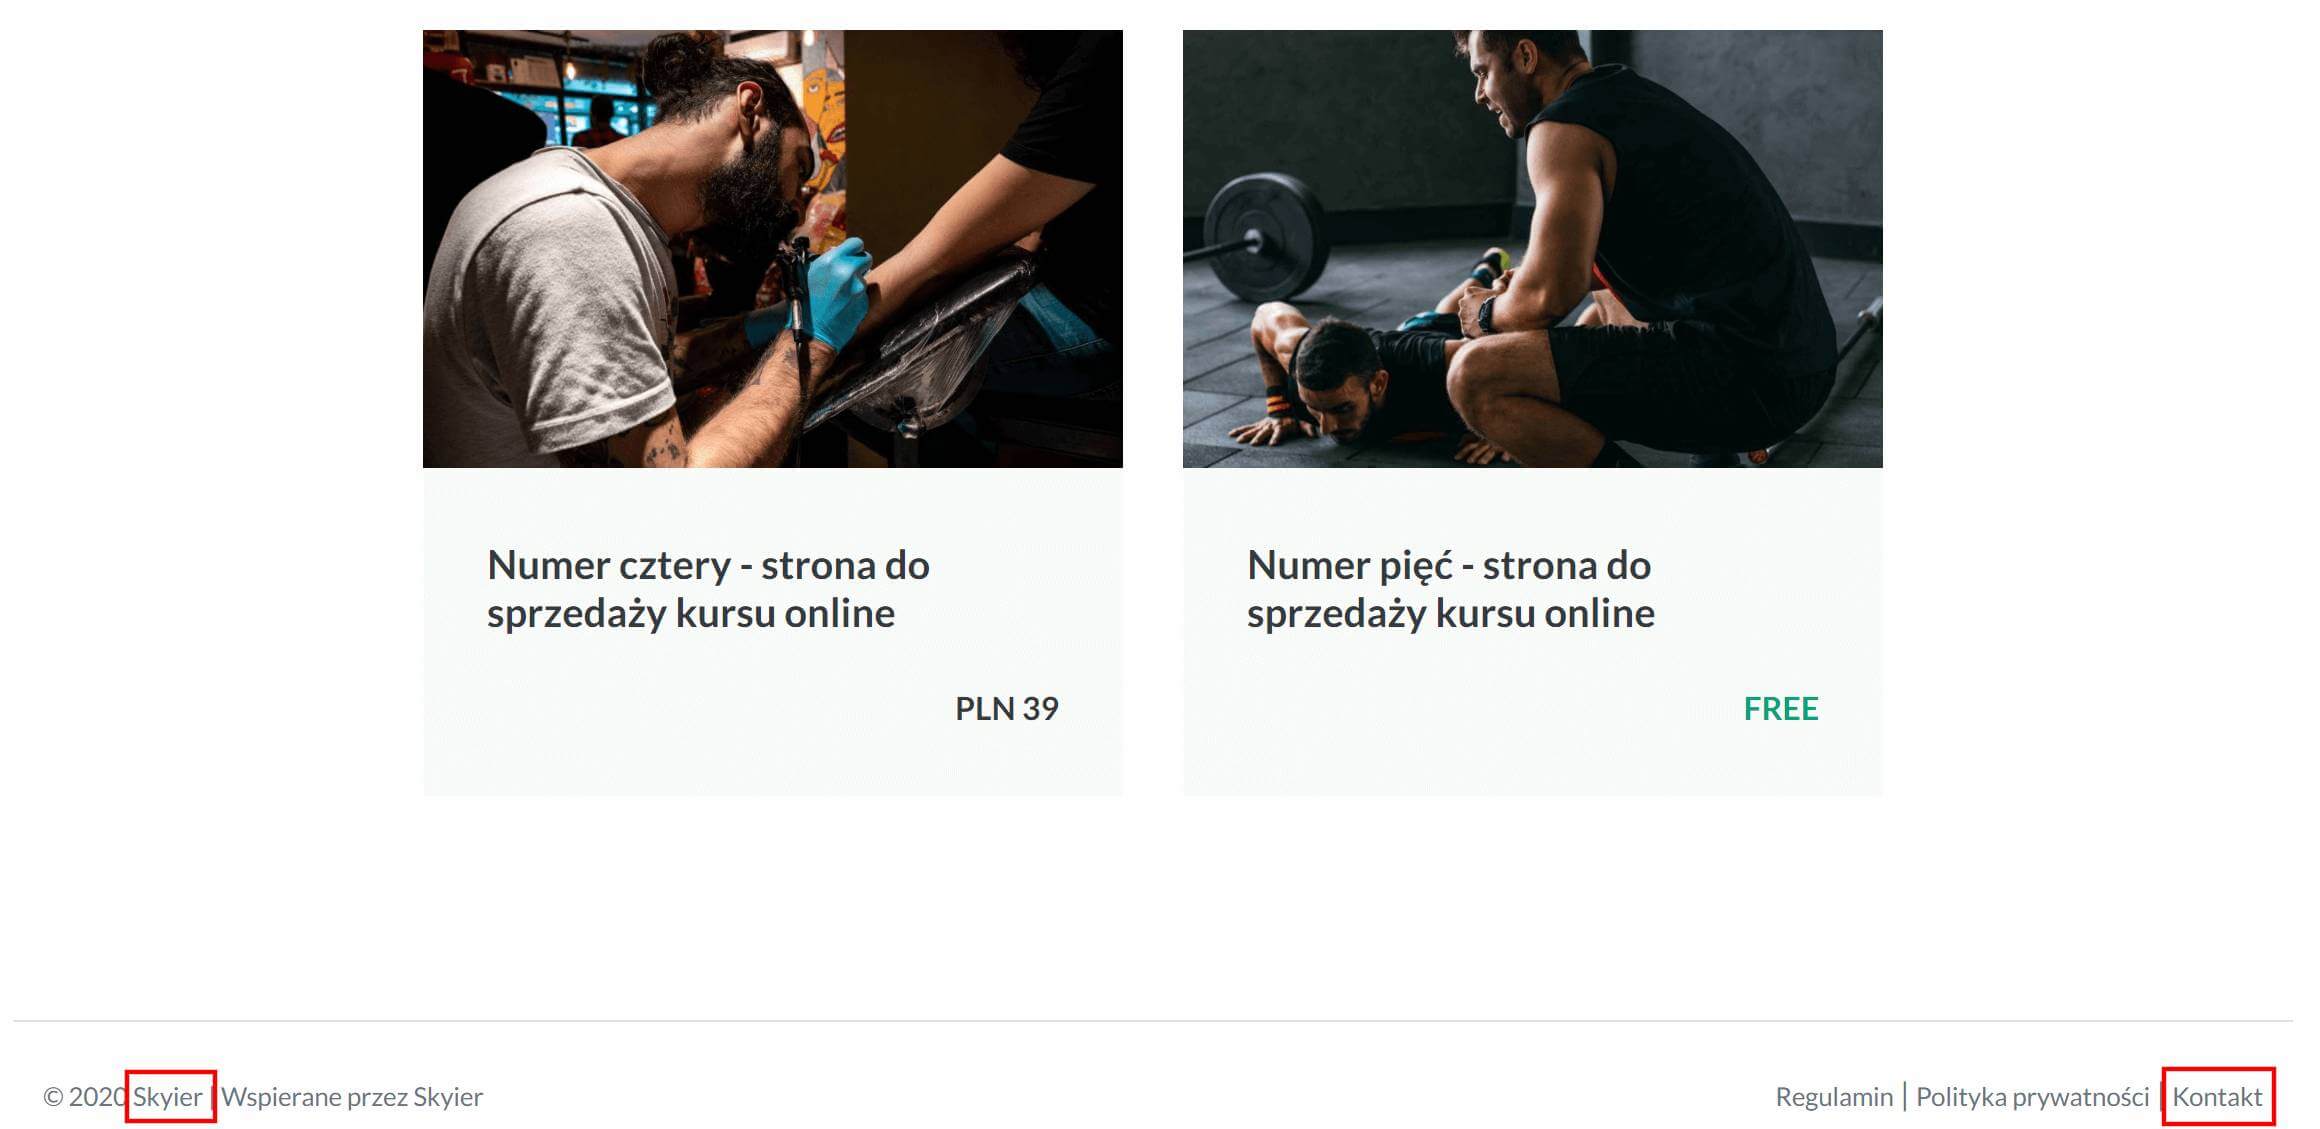 Numer cztery - strona do
sprzedaży kursu online
PLN 39
Numer pięć - strona do
sprzedaży kursu online
FREE
© 2020 Skyier | Wspierane przez Skyier
Regulamin | Polityka prywatności | Kontakt